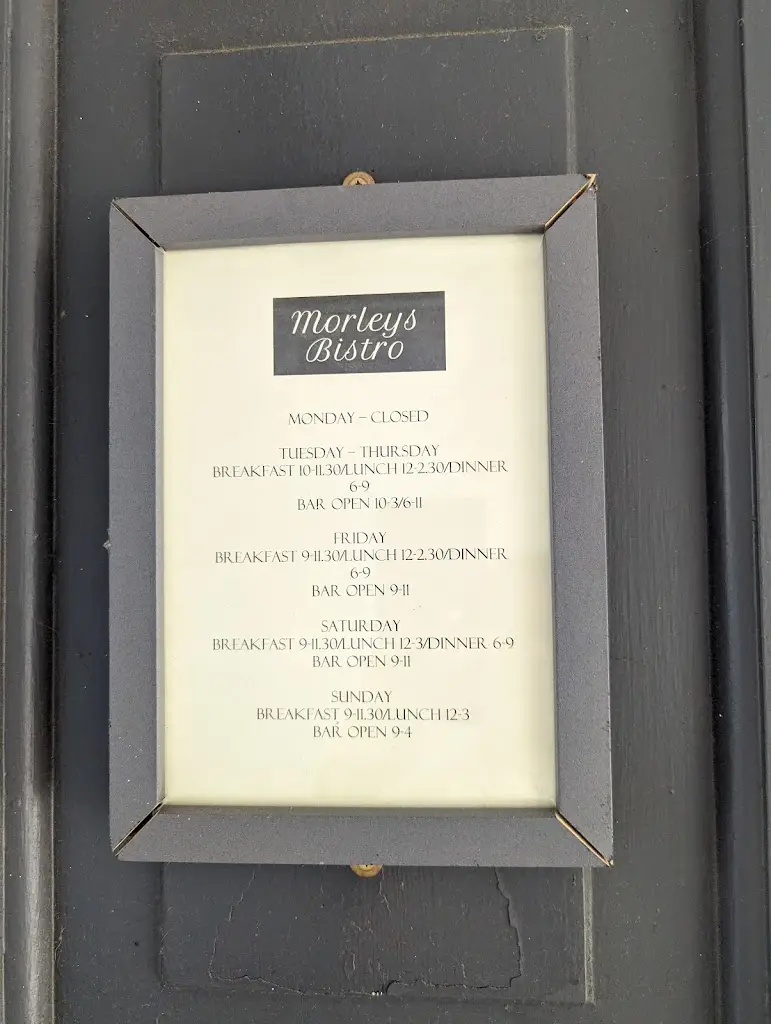 Morleys
Bistro
MONDAY – CLOSED
TUESDAY – THURSDAY
BREAKFAST 10-11.30/LUNCH 12-2.30/DINNER
6-9
BAR OPEN 10-3/6-11
FRIDAY
BREAKFAST 9-11.30/LUNCH 12-2.30/DINNER
6-9
BAR OPEN 9-11
SATURDAY
BREAKFAST 9-11.30/LUNCH 12-3/DINNER 6-9
BAR OPEN 9-11
SUNDAY
BREAKFAST 9-11.30/LUNCH 12-3
BAR OPEN 9-4